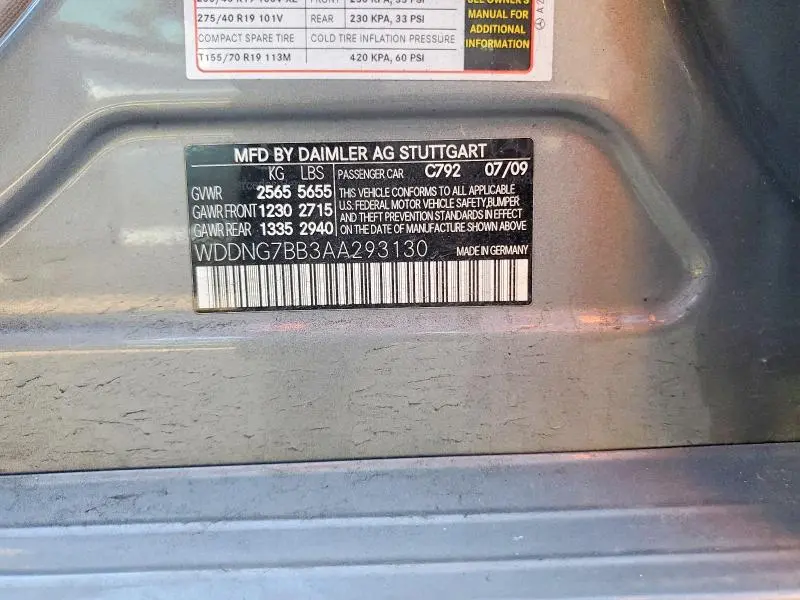 275/40 R19 101V REAR 230 KPA, 33 PSI
COMPACT SPARE TIRE COLD TIRE INFLATION PRESSURE
T155/70 R19 113M 420 KPA, 60 PSI
SEE OWNER'S
MANUAL FOR
ADDITIONAL
INFORMATION
MFD BY DAIMLER AG STUTTGART
KG LBS PASSENGER CAR C792 07/09
GVWR 2565 5655
GAWR FRONT 1230 2715
GAWR REAR 1335 2940
THIS VEHICLE CONFORMS TO ALL APPLICABLE
U.S. FEDERAL MOTOR VEHICLE SAFETY, BUMPER
AND THEFT PREVENTION STANDARDS IN EFFECT
ON THE DATE OF MANUFACTURE SHOWN ABOVE
WDDNG7BB3AA293130 MADE IN GERMANY